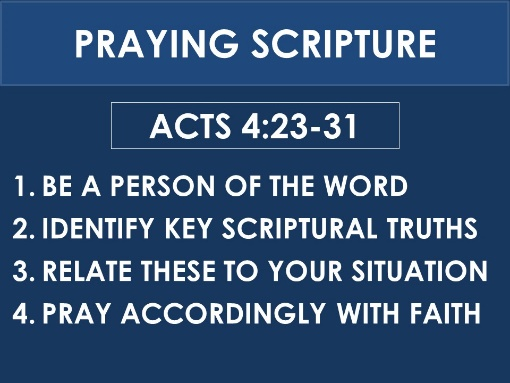 PRAYING SCRIPTURE
ACTS 4:23-31
1. BE A PERSON OF THE WORD
2. IDENTIFY KEY SCRIPTURAL TRUTHS
3. RELATE THESE TO YOUR SITUATION
4. PRAY ACCORDINGLY WITH FAITH